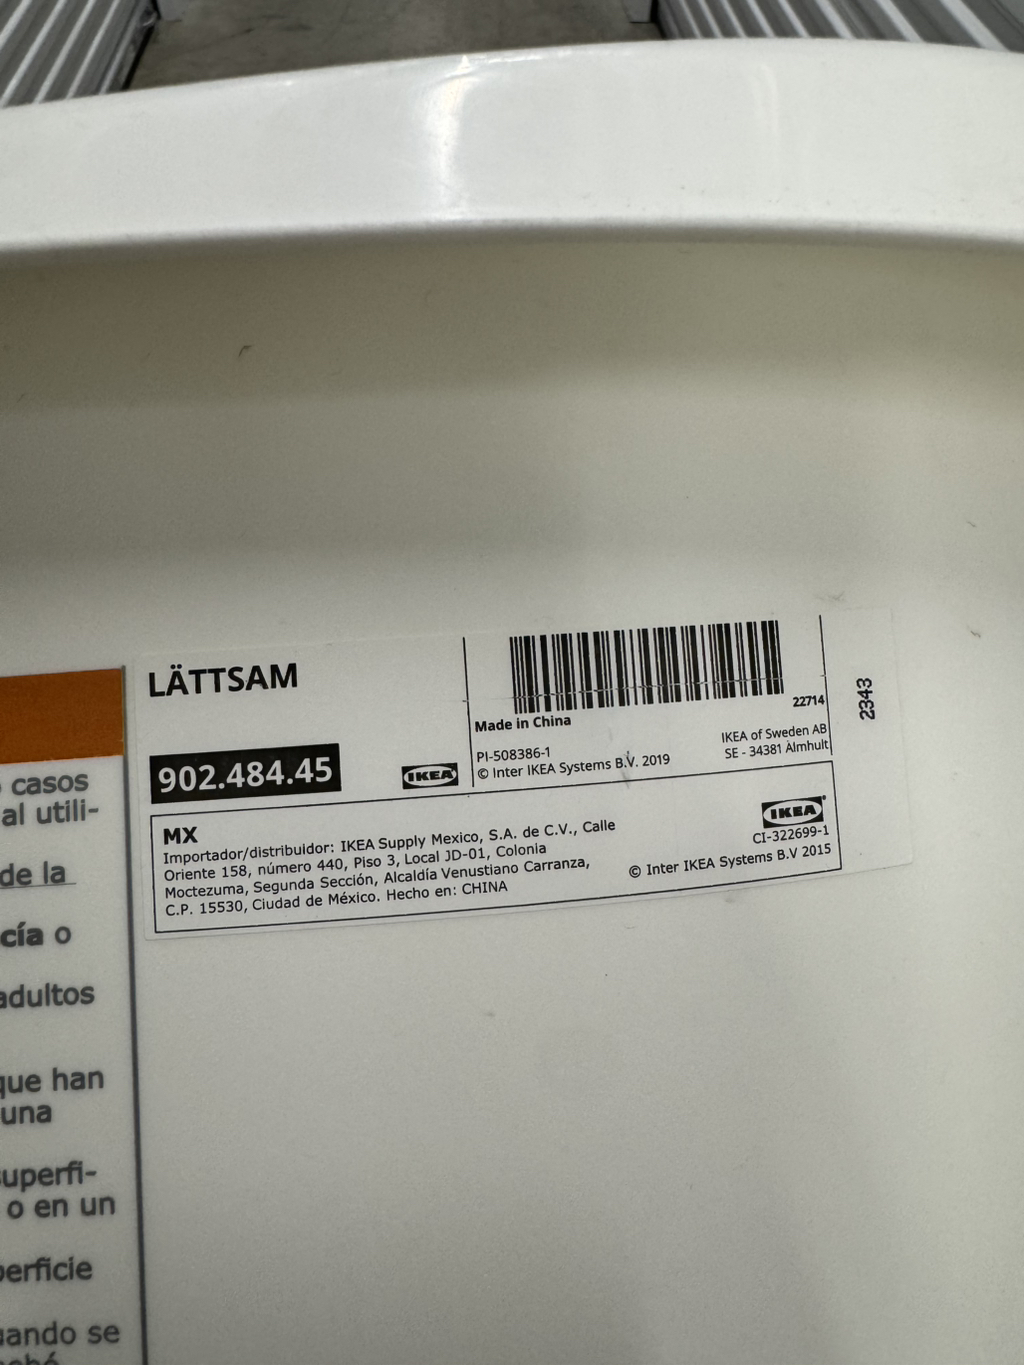 casos
al utili-
de la
cía o
adultos
que han
una
superfi-
o en un
perficie
uando se
LÄTTSAM
902.484.45
IKEA
Made in China
22714
PI-508386-1
© Inter IKEA Systems B.V. 2019
IKEA of Sweden AB
SE - 34381 Älmhult
2343
MX
Importador/distribuidor: IKEA Supply Mexico, S.A. de C.V., Calle
Oriente 158, número 440, Piso 3, Local JD-01, Colonia
Moctezuma, Segunda Sección, Alcaldía Venustiano Carranza,
C.P. 15530, Ciudad de México. Hecho en: CHINA
IKEA®
CI-322699-1
© Inter IKEA Systems B.V 2015